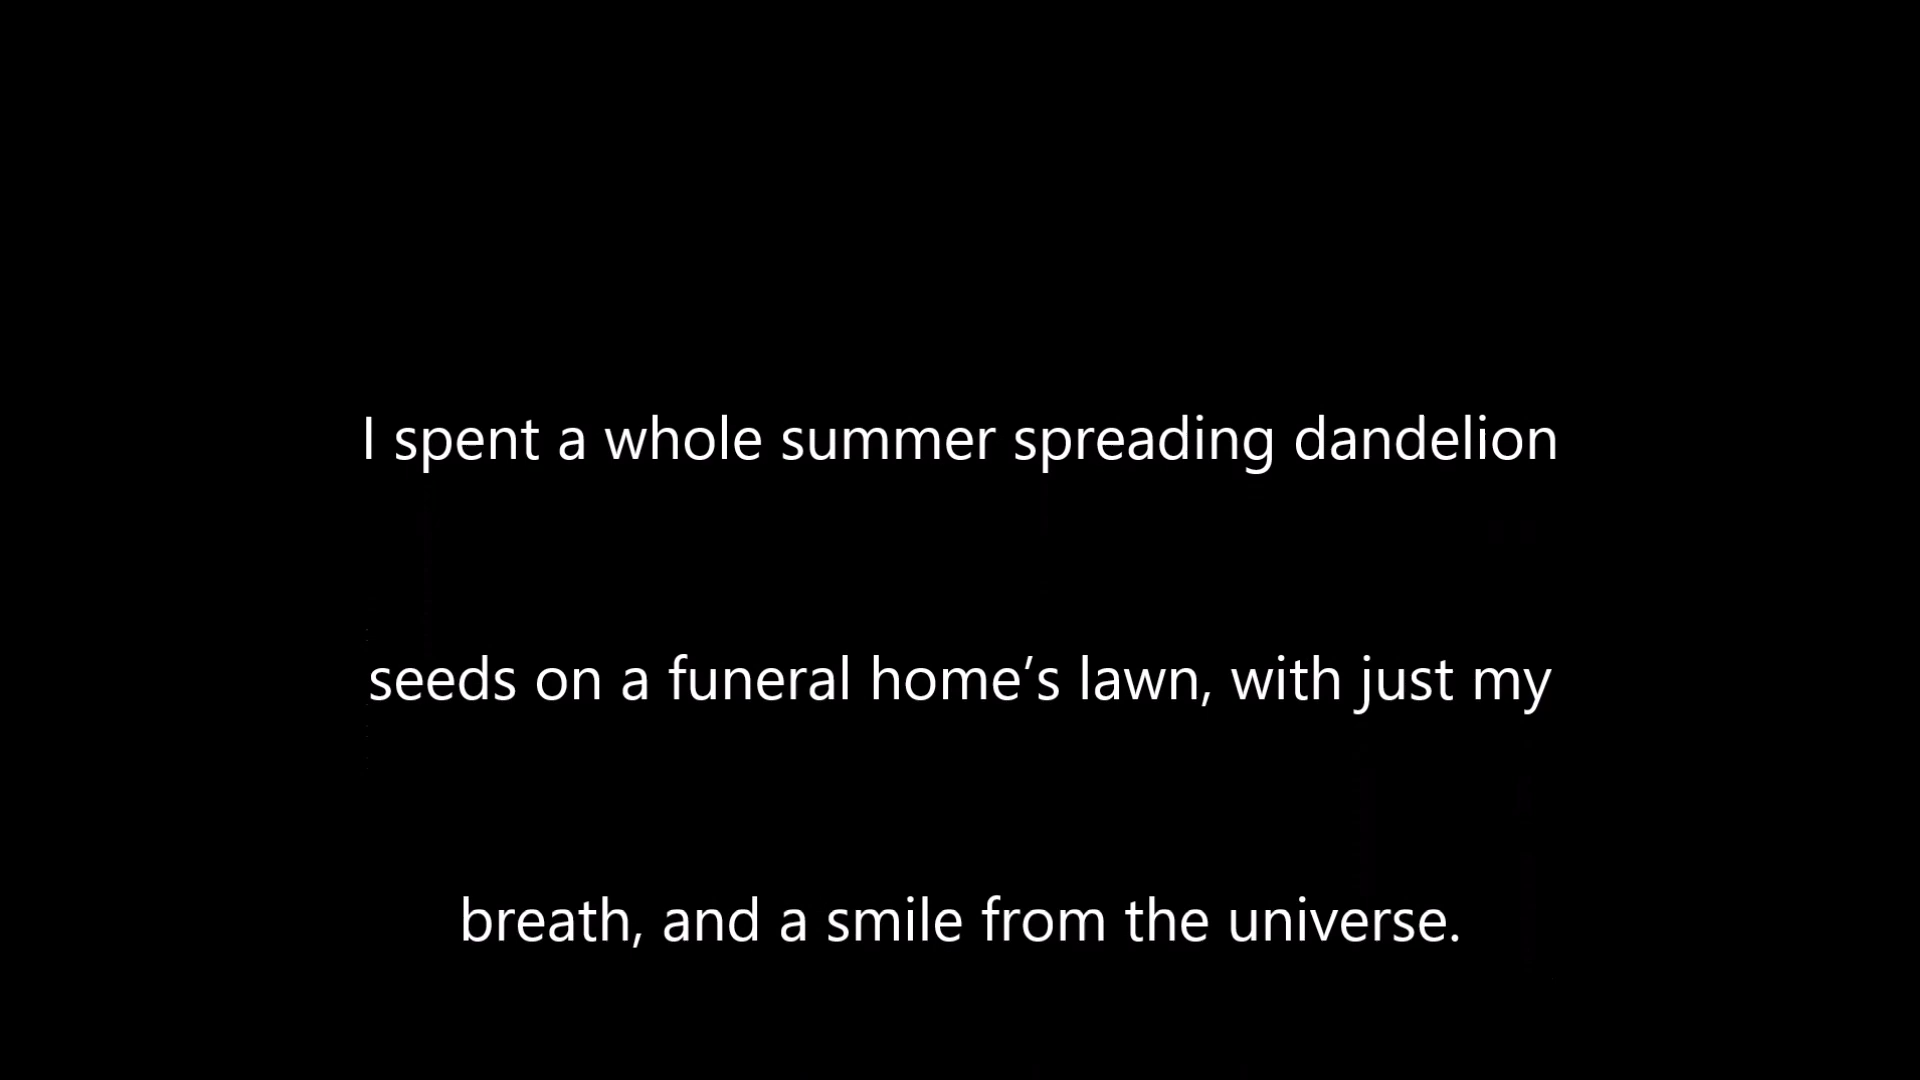 I spent a whole summer spreading dandelion
seeds on a funeral home’s lawn, with just my
breath, and a smile from the universe.